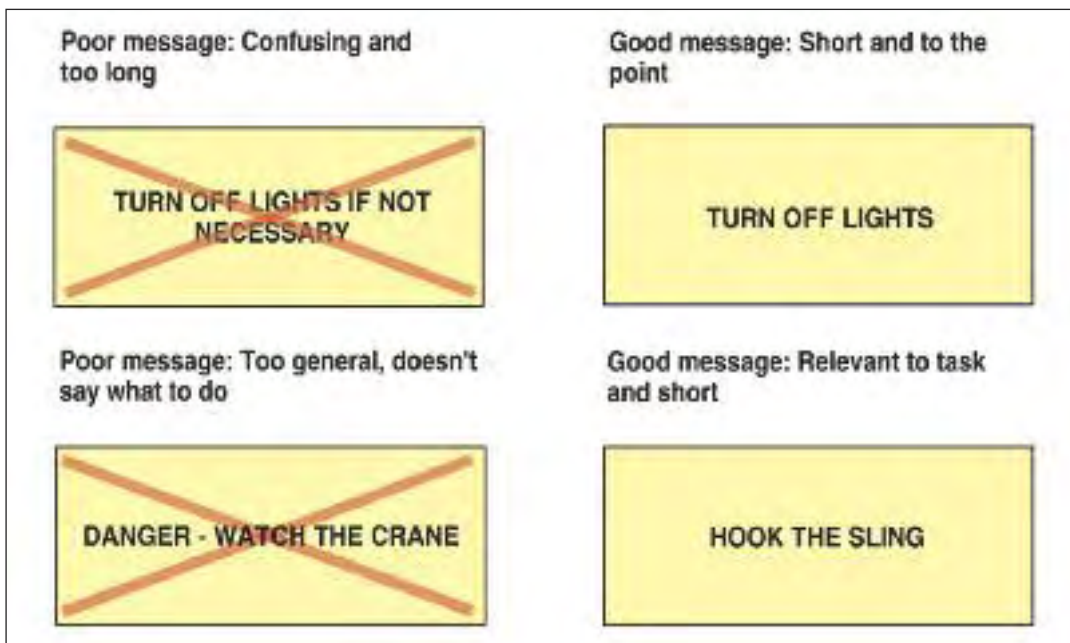 Poor message: Confusing and
too long
TURN OFF LIGHTS IF NOT
NECESSARY
Good message: Short and to the
point
TURN OFF LIGHTS
Poor message: Too general, doesn't
say what to do
DANGER - WATCH THE CRANE
Good message: Relevant to task
and short
HOOK THE SLING